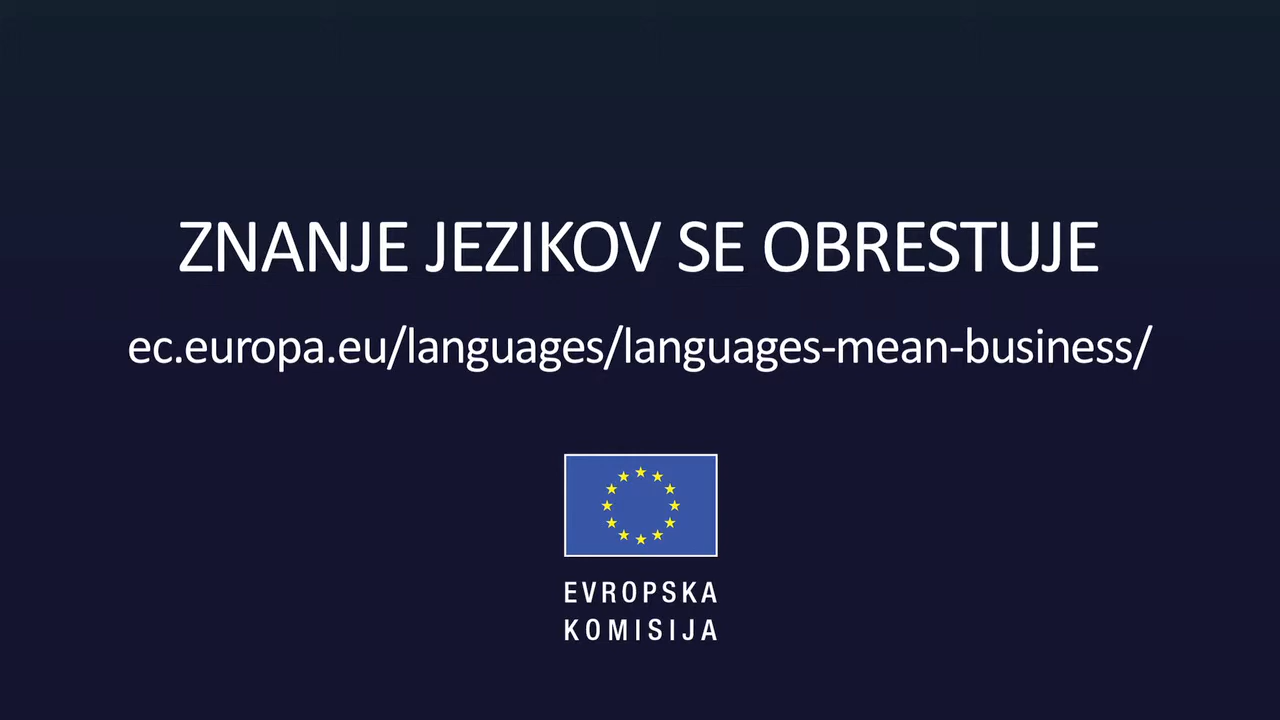 ZNANJE JEZIKOV SE OBRESTUJE
ec.europa.eu/languages/languages-mean-business/
EVROPSKA
KOMISIJA